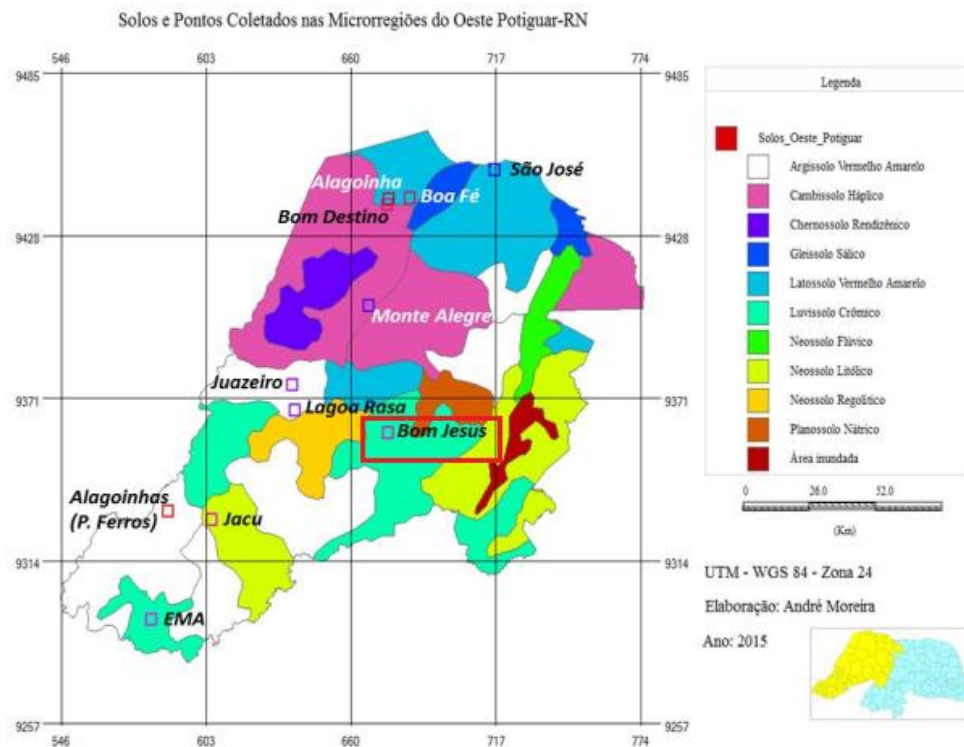 Solos e Pontos Coletados nas Microrregiões do Oeste Potiguar-RN
546 603 660 717 774
9485 9485
São José
Alagoinha
Boa Fé
Bom Destino
9428 9428
Monte Alegre
Juazeiro
9371 9371
Lagoa Rasa
Bom Jesus
Alagoinhas
(P. Ferros)
Jacu
9314 9314
EMA
9257 9257
546 603 660 717 774
Legenda
Solos_Oeste_Potiguar
Argissolo Vermelho Amarelo
Cambissolo Háplico
Chernossolo Rendizênico
Gleissolo Sálico
Latossolo Vermelho Amarelo
Luvissolo Crômico
Neossolo Flúvico
Neossolo Litólico
Neossolo Regolítico
Planossolo Nátrico
Área inundada
0 26.0 52.0
(Km)
UTM - WGS 84 - Zona 24
Elaboração: André Moreira
Ano: 2015